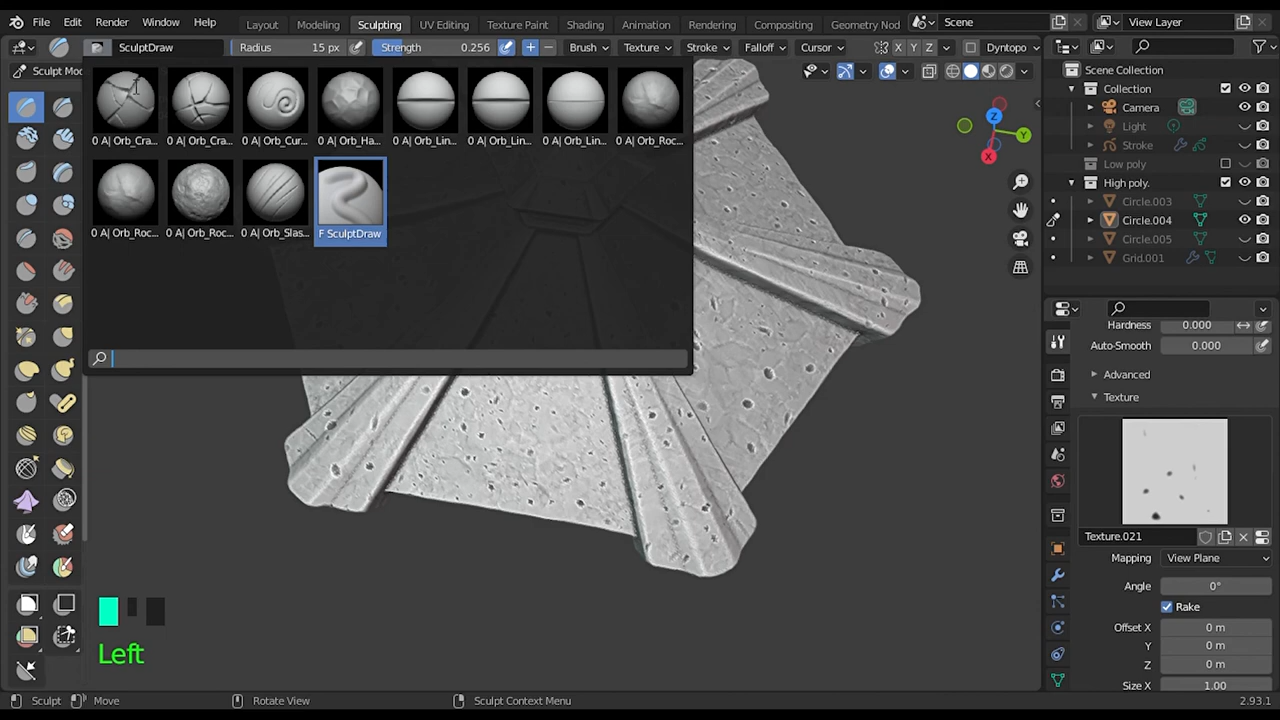 File Edit Render Window Help Layout Modeling Sculpting UV Editing Texture Paint Shading Animation Rendering Compositing Geometry Nod Scene View Layer
SculptDraw Radius 15 px Strength 0.256 Brush Texture Stroke Falloff Cursor X Y Z Dyntopo
Sculpt Moc
0 A| Orb_Cra... 0 A| Orb_Cra... 0 A| Orb_Cur... 0 A| Orb_Ha... 0 A| Orb_Lin... 0 A| Orb_Lin... 0 A| Orb_Lin... 0 A| Orb_Roc...
0 A| Orb_Roc... 0 A| Orb_Roc... 0 A| Orb_Slas... F SculptDraw
Z
Y
X
Scene Collection
Collection
Camera
Light
Stroke
Low poly
High poly.
Circle.003
Circle.004
Circle.005
Grid.001
Hardness 0.000
Auto-Smooth 0.000
Advanced
Texture
Texture.021
Mapping View Plane
Angle 0°
Rake
Offset X 0 m
Y 0 m
Z 0 m
Size X 1.00
Left
Sculpt Move Rotate View Sculpt Context Menu 2.93.1